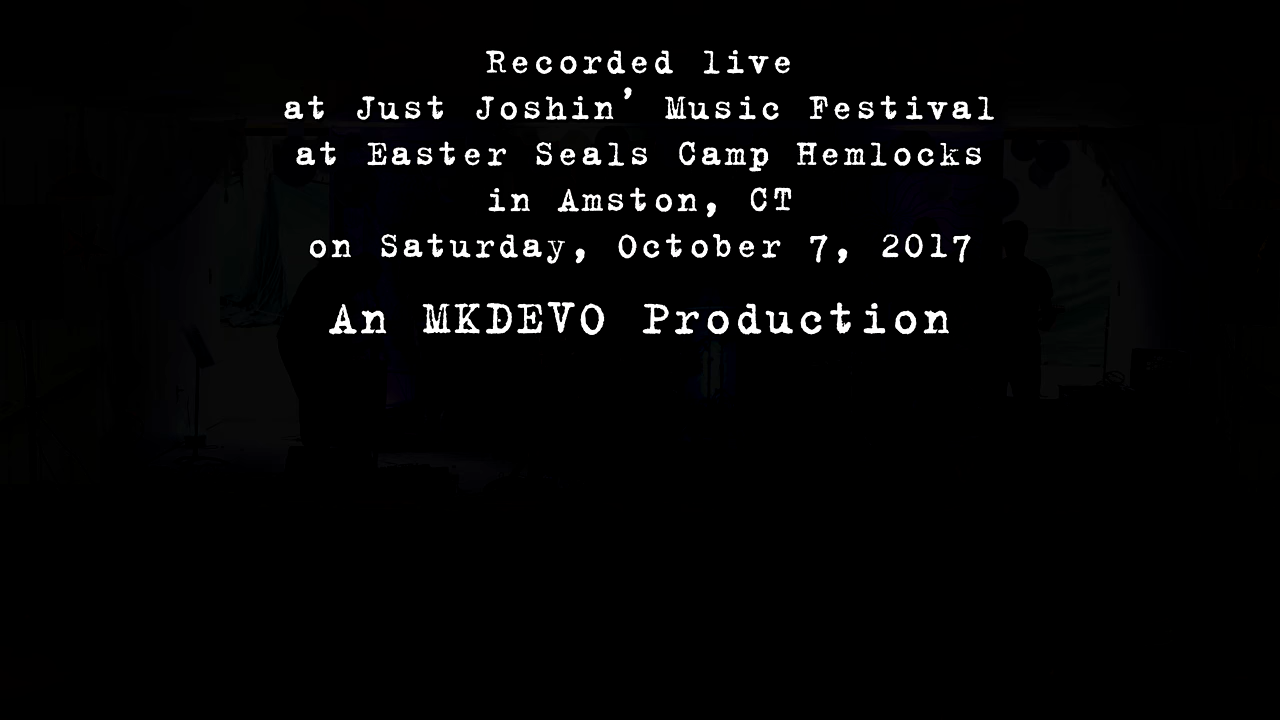 Recorded live
at Just Joshin' Music Festival
at Easter Seals Camp Hemlocks
in Amston, CT
on Saturday, October 7, 2017
An MKDEVO Production